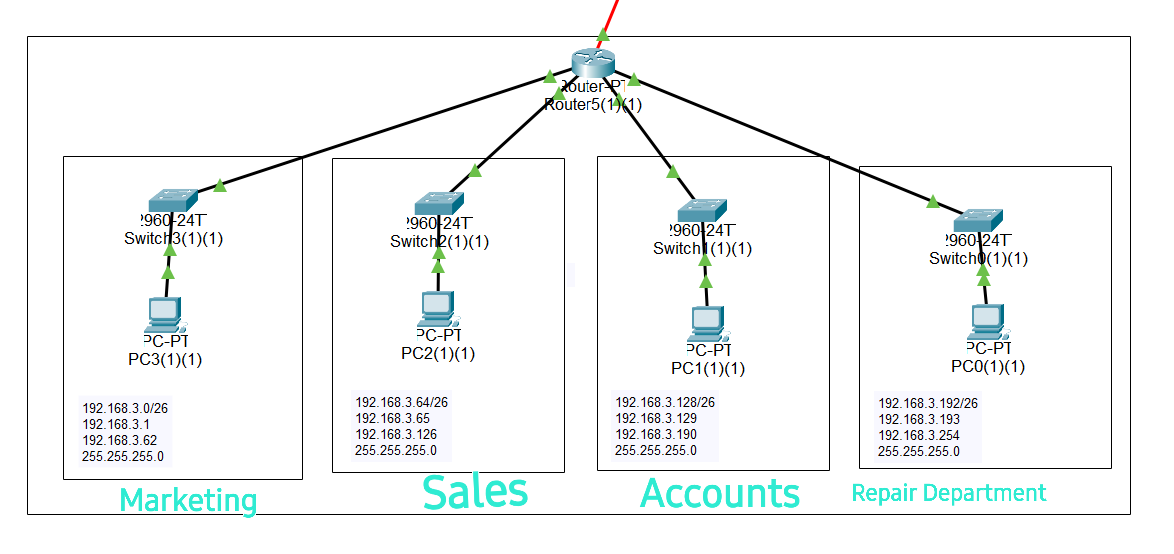 Router-PT
Router5(1)(1)
2960-24TT
Switch3(1)(1)
PC-PT
PC3(1)(1)
192.168.3.0/26
192.168.3.1
192.168.3.62
255.255.255.0
Marketing
2960-24TT
Switch2(1)(1)
PC-PT
PC2(1)(1)
192.168.3.64/26
192.168.3.65
192.168.3.126
255.255.255.0
Sales
2960-24TT
Switch1(1)(1)
PC-PT
PC1(1)(1)
192.168.3.128/26
192.168.3.129
192.168.3.190
255.255.255.0
Accounts
2960-24TT
Switch0(1)(1)
PC-PT
PC0(1)(1)
192.168.3.192/26
192.168.3.193
192.168.3.254
255.255.255.0
Repair Department